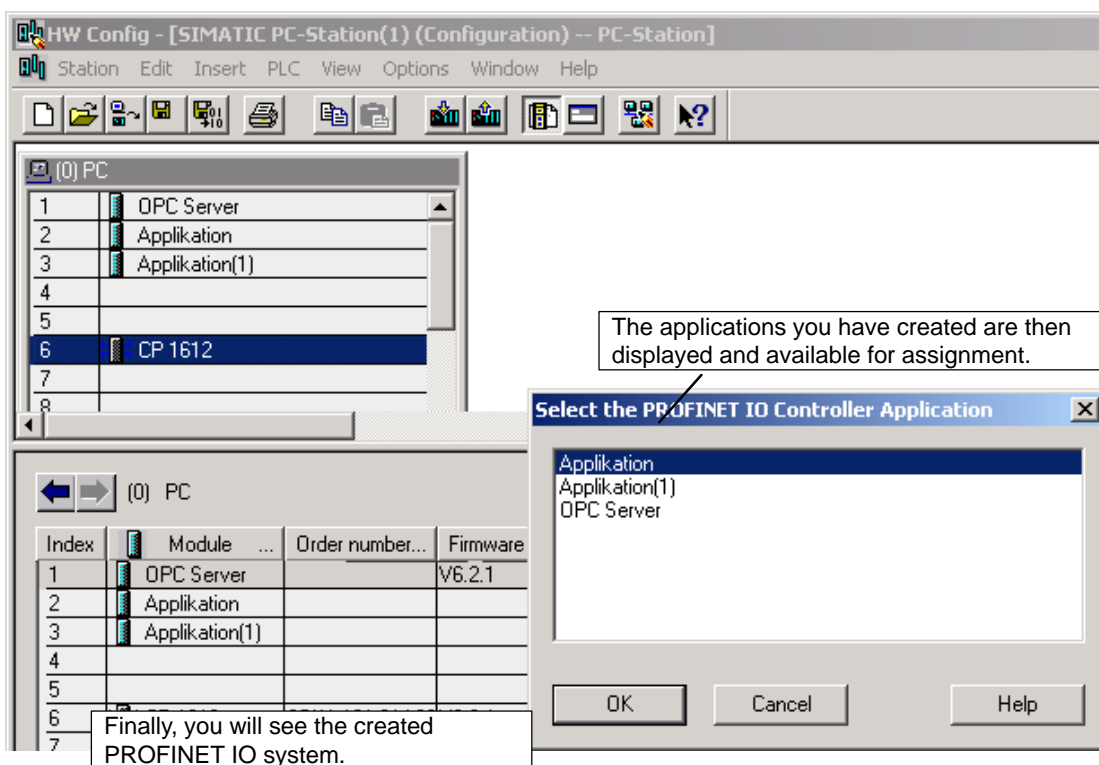 HW Config - [SIMATIC PC-Station(1) (Configuration) -- PC-Station]
Station Edit Insert PLC View Options Window Help
(0) PC
1 OPC Server
2 Applikation
3 Applikation(1)
4
5
6 CP 1612
7
8
The applications you have created are then
displayed and available for assignment.
Select the PROFINET IO Controller Application
Applikation
Applikation(1)
OPC Server
OK Cancel Help
(0) PC
Index Module ... Order number... Firmware
1 OPC Server V6.2.1
2 Applikation
3 Applikation(1)
4
5
6
7
Finally, you will see the created
PROFINET IO system.